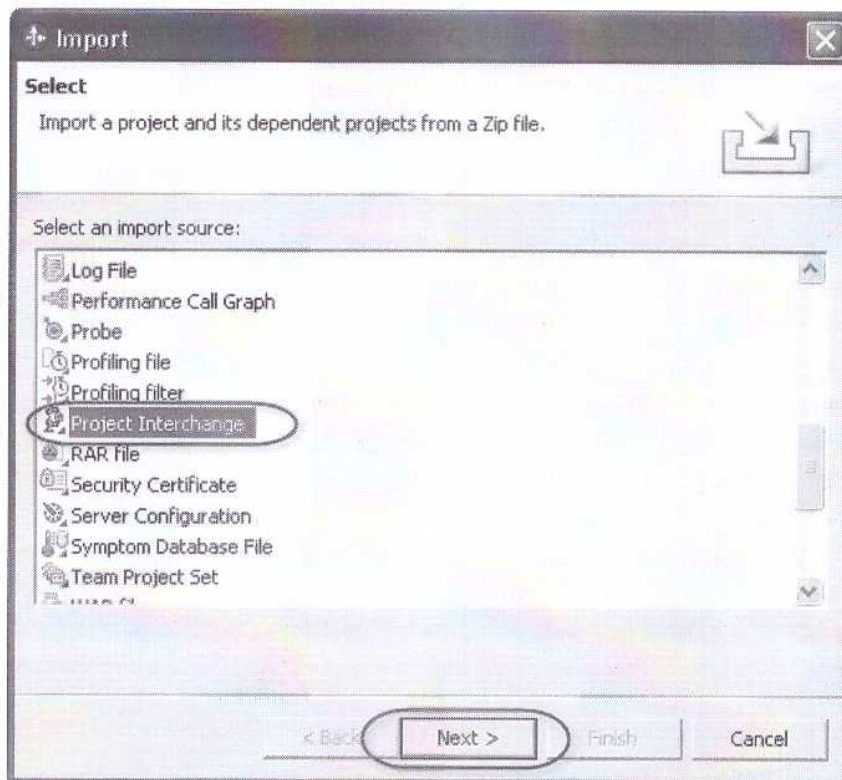 Import
Select
Import a project and its dependent projects from a Zip file.
Select an import source:
Log File
Performance Call Graph
Probe
Profiling file
Profiling filter
Project Interchange
RAR file
Security Certificate
Server Configuration
Symptom Database File
Team Project Set
< Back
Next >
Finish
Cancel